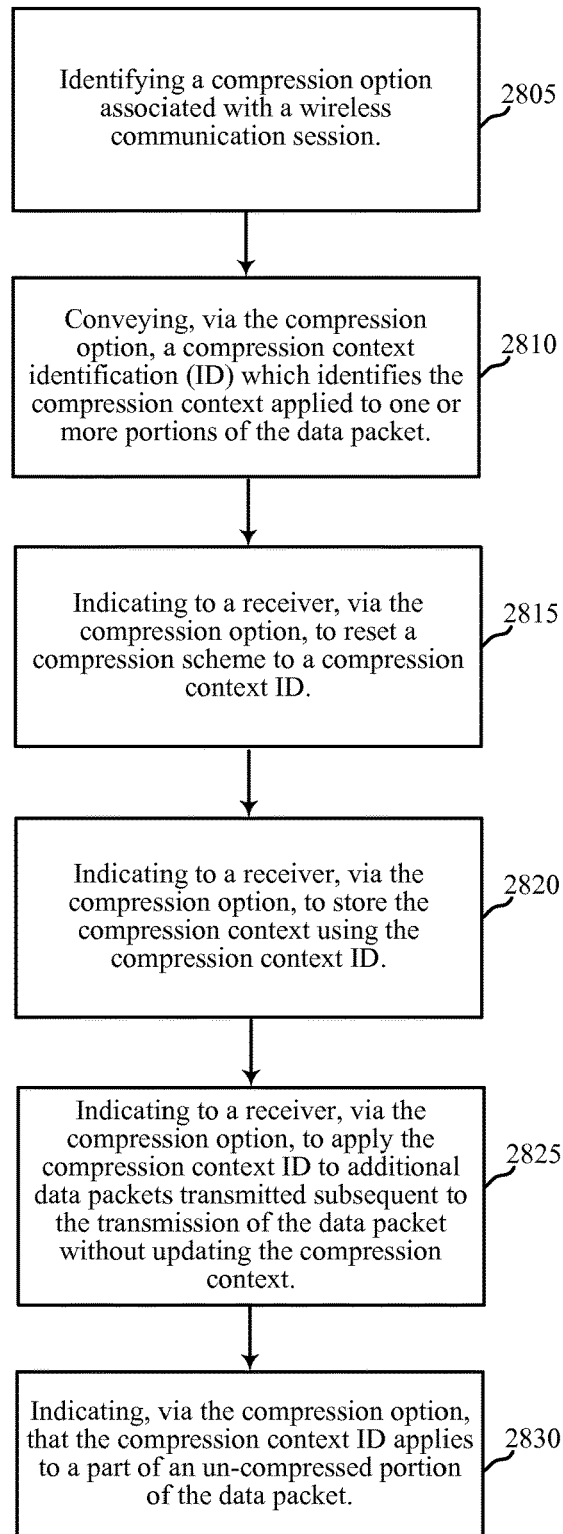 Identifying a compression option
associated with a wireless
communication session.
2805
Conveying, via the compression
option, a compression context
identification (ID) which identifies the
compression context applied to one or
more portions of the data packet.
2810
Indicating to a receiver, via the
compression option, to reset a
compression scheme to a compression
context ID.
2815
Indicating to a receiver, via the
compression option, to store the
compression context using the
compression context ID.
2820
Indicating to a receiver, via the
compression option, to apply the
compression context ID to additional
data packets transmitted subsequent to
the transmission of the data packet
without updating the compression
context.
2825
Indicating, via the compression option,
that the compression context ID applies
to a part of an un-compressed portion
of the data packet.
2830